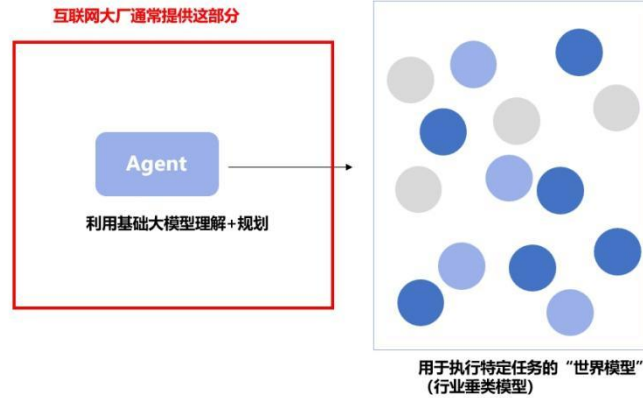 互联网大厂通常提供这部分
Agent
利用基础大模型理解+规划
用于执行特定任务的“世界模型”
（行业垂类模型）